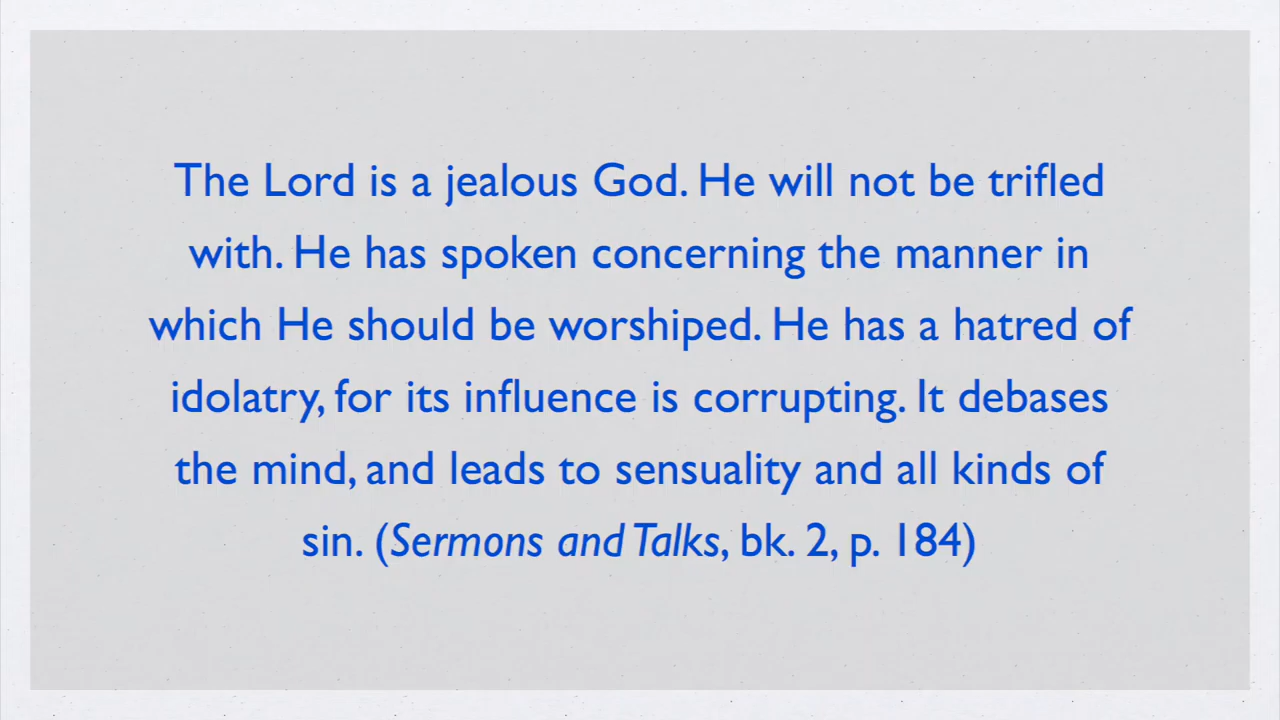 The Lord is a jealous God. He will not be trifled
with. He has spoken concerning the manner in
which He should be worshiped. He has a hatred of
idolatry, for its influence is corrupting. It debases
the mind, and leads to sensuality and all kinds of
sin. (Sermons and Talks, bk. 2, p. 184)